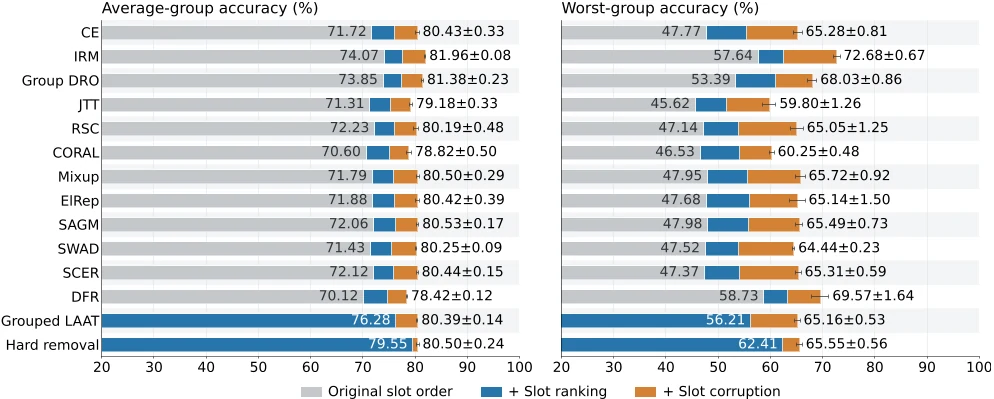 Average-group accuracy (%) Worst-group accuracy (%)
CE 71.72 80.43±0.33 47.77 65.28±0.81
IRM 74.07 81.96±0.08 57.64 72.68±0.67
Group DRO 73.85 81.38±0.23 53.39 68.03±0.86
JTT 71.31 79.18±0.33 45.62 59.80±1.26
RSC 72.23 80.19±0.48 47.14 65.05±1.25
CORAL 70.60 78.82±0.50 46.53 60.25±0.48
Mixup 71.79 80.50±0.29 47.95 65.72±0.92
ElRep 71.88 80.42±0.39 47.68 65.14±1.50
SAGM 72.06 80.53±0.17 47.98 65.49±0.73
SWAD 71.43 80.25±0.09 47.52 64.44±0.23
SCER 72.12 80.44±0.15 47.37 65.31±0.59
DFR 70.12 78.42±0.12 58.73 69.57±1.64
Grouped LAAT 76.28 80.39±0.14 56.21 65.16±0.53
Hard removal 79.55 80.50±0.24 62.41 65.55±0.56
20 30 40 50 60 70 80 90 100 20 30 40 50 60 70 80 90 100
Original slot order + Slot ranking + Slot corruption